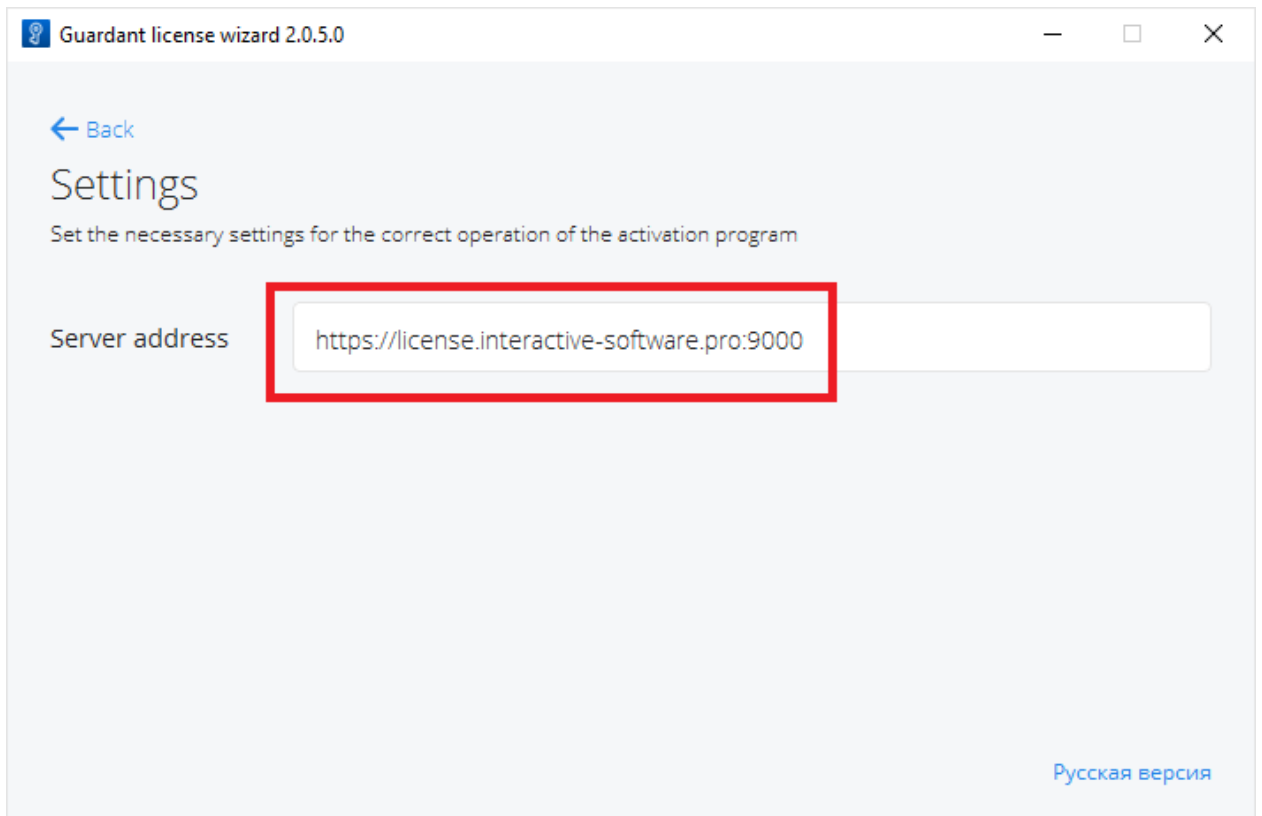 Guardant license wizard 2.0.5.0
Back
Settings
Set the necessary settings for the correct operation of the activation program
Server address
https://license.interactive-software.pro:9000
Русская версия